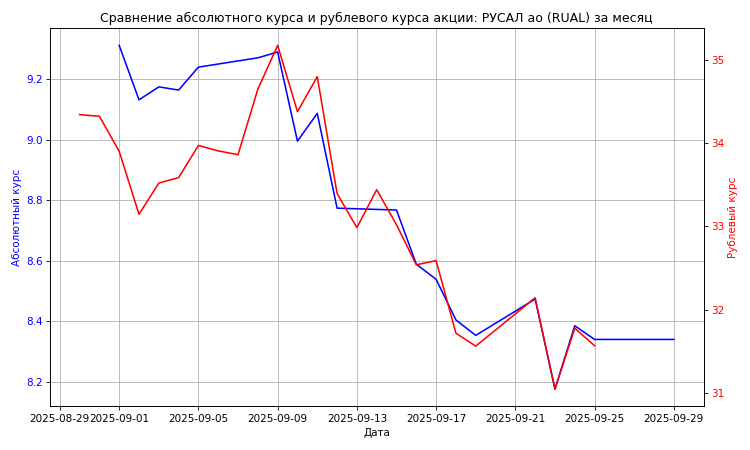 Сравнение абсолютного курса и рублевого курса акции: РУСАЛ ао (RUAL) за месяц
Абсолютный курс
9.2
9.0
8.8
8.6
8.4
8.2
35
34
33
32
31
Рублевый курс
2025-08-29 2025-09-01 2025-09-05 2025-09-09 2025-09-13 2025-09-17 2025-09-21 2025-09-25 2025-09-29
Дата